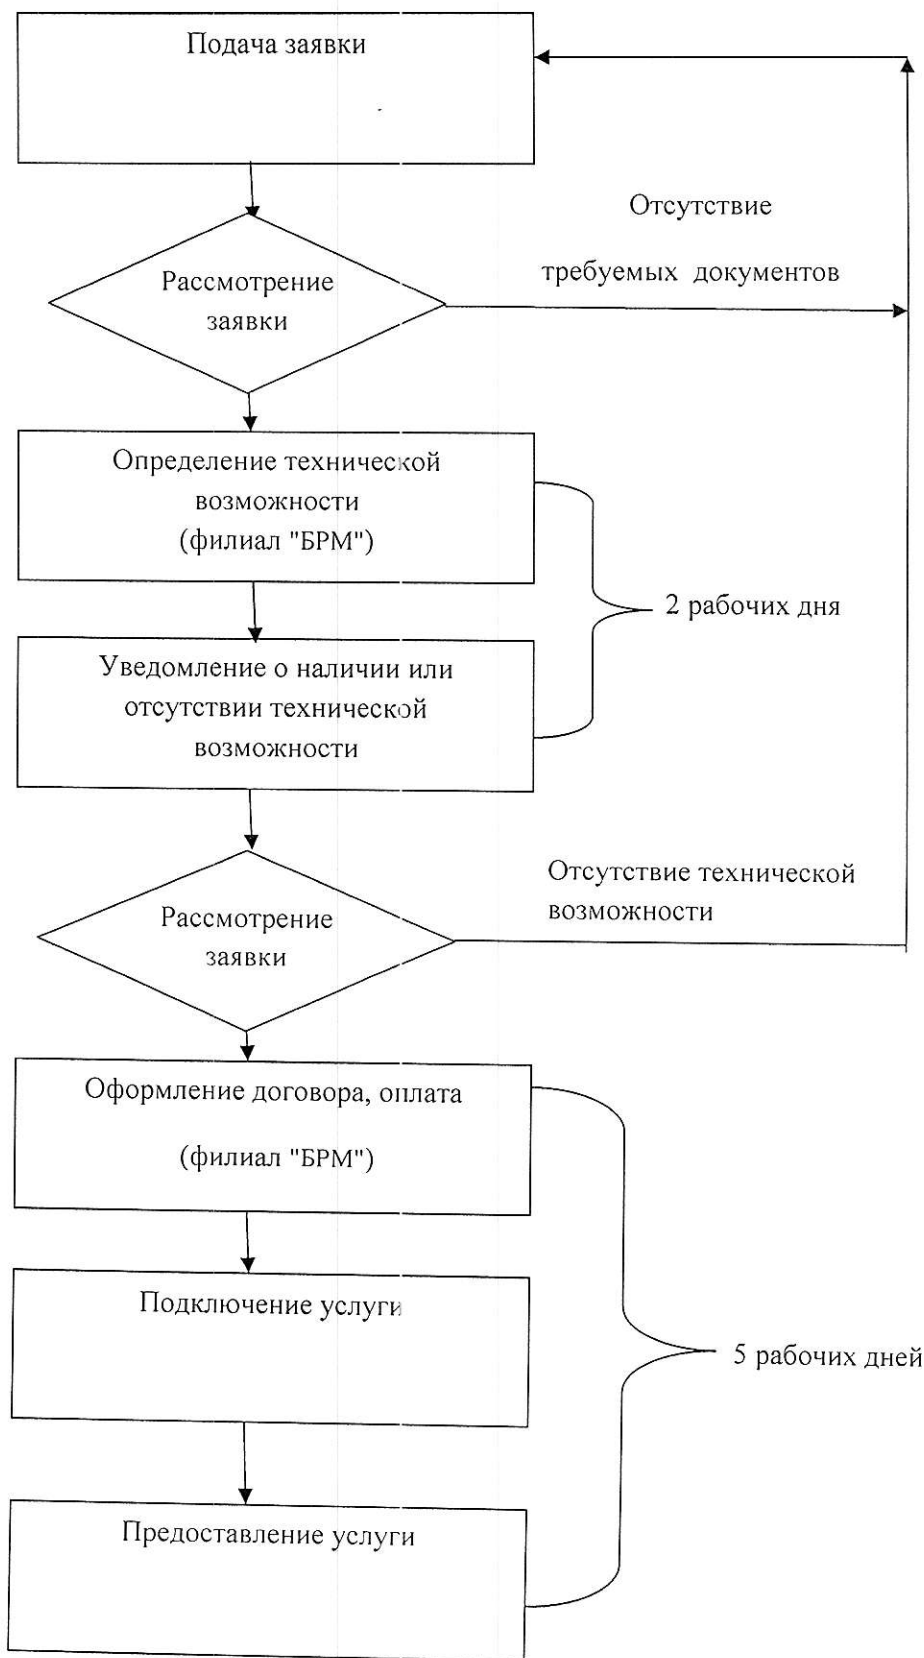 Подача заявки
Отсутствие
требуемых документов
Рассмотрение
заявки
Определение технической
возможности
(филиал "БРМ")
2 рабочих дня
Уведомление о наличии или
отсутствии технической
возможности
Отсутствие технической
возможности
Рассмотрение
заявки
Оформление договора, оплата
(филиал "БРМ")
Подключение услуги
5 рабочих дней
Предоставление услуги